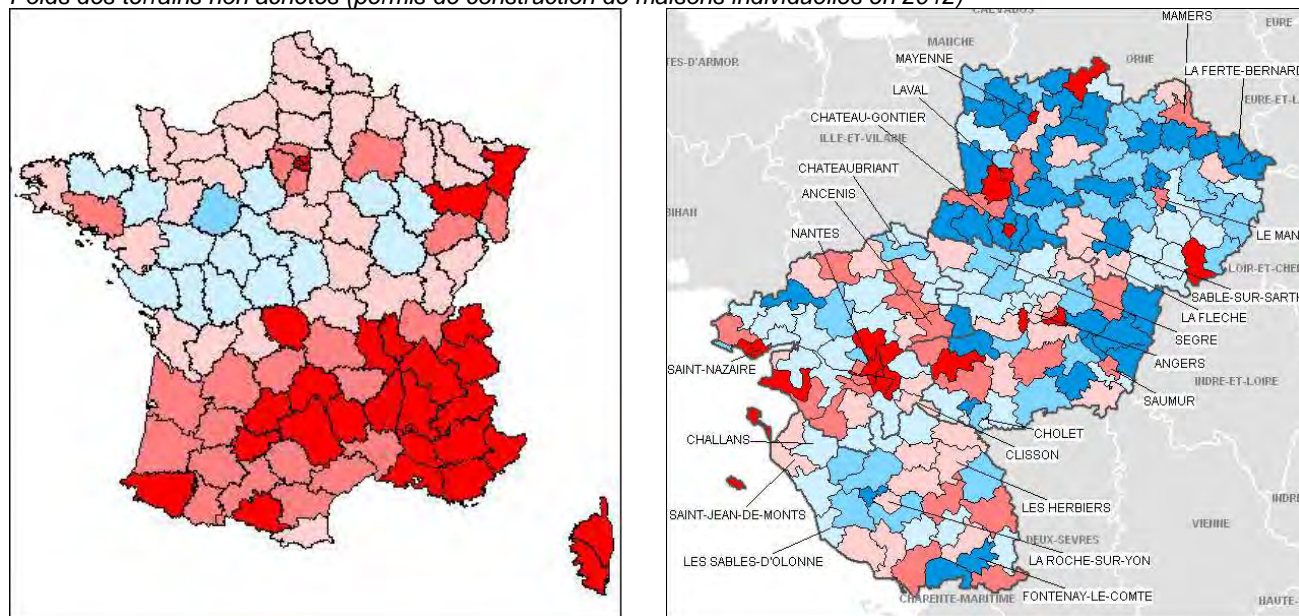 Poids des terrains non achetés (permis de construction de maisons individuelles en 2012)
CALVADOS
MAMERS
EURE
MANCHE
MAYENNE
ORNE
TES-D'ARMOR
LA FERTE-BERNARD
LAVAL
EURE-ET-L
CHATEAU-GONTIER
ILLE-ET-VILAINE
CHATEAUBRIANT
ANCENIS
BIHAN
NANTES
LE MAN
LOIR-ET-CHER
SABLE-SUR-SARTH
LA FLECHE
SEGRE
ANGERS
SAINT-NAZAIRE
INDRE-ET-LOIRE
SAUMUR
CHOLET
CHALLANS
CLISSON
INDRE
LES HERBIERS
SAINT-JEAN-DE-MONTS
VIENNE
DEUX-SEVRES
LES SABLES-D'OLONNE
LA ROCHE-SUR-YON
FONTENAY-LE-COMTE
CHARENTE-MARITIME
HAUTE-